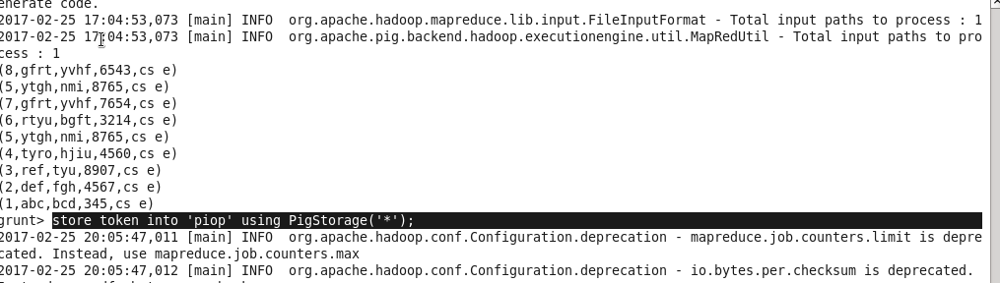 enerate code.
2017-02-25 17:04:53,073 [main] INFO  org.apache.hadoop.mapreduce.lib.input.FileInputFormat - Total input paths to process : 1
2017-02-25 17:04:53,073 [main] INFO  org.apache.pig.backend.hadoop.executionengine.util.MapRedUtil - Total input paths to pro
cess : 1
(8,gfrt,yvhf,6543,cs e)
(5,ytgh,nmi,8765,cs e)
(7,gfrt,yvhf,7654,cs e)
(6,rtyu,bgft,3214,cs e)
(5,ytgh,nmi,8765,cs e)
(4,tyro,hjiu,4560,cs e)
(3,ref,tyu,8907,cs e)
(2,def,fgh,4567,cs e)
(1,abc,bcd,345,cs e)
grunt> store token into 'piop' using PigStorage('*');
2017-02-25 20:05:47,011 [main] INFO  org.apache.hadoop.conf.Configuration.deprecation - mapreduce.job.counters.limit is depre
cated. Instead, use mapreduce.job.counters.max
2017-02-25 20:05:47,012 [main] INFO  org.apache.hadoop.conf.Configuration.deprecation - io.bytes.per.checksum is deprecated.